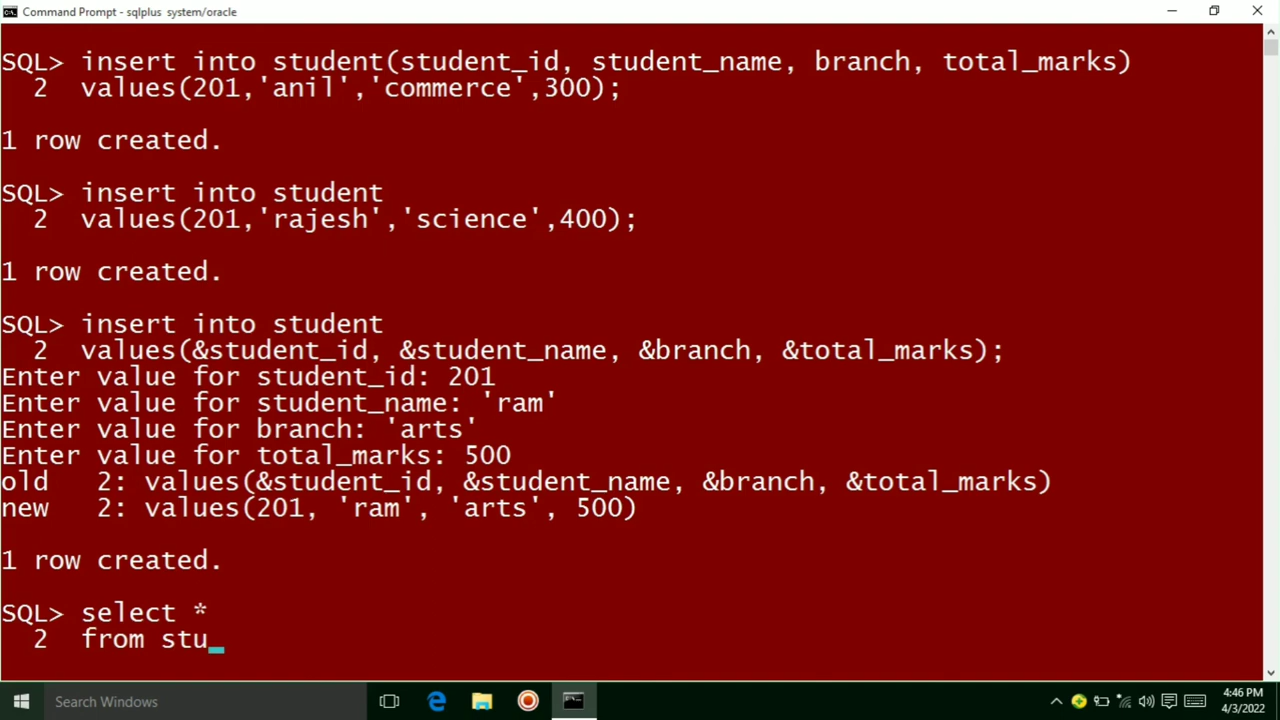 Command Prompt - sqlplus system/oracle
SQL> insert into student(student_id, student_name, branch, total_marks)
2 values(201,'anil','commerce',300);
1 row created.
SQL> insert into student
2 values(201,'rajesh','science',400);
1 row created.
SQL> insert into student
2 values(&student_id, &student_name, &branch, &total_marks);
Enter value for student_id: 201
Enter value for student_name: 'ram'
Enter value for branch: 'arts'
Enter value for total_marks: 500
old 2: values(&student_id, &student_name, &branch, &total_marks)
new 2: values(201, 'ram', 'arts', 500)
1 row created.
SQL> select *
2 from stu_
Search Windows
4:46 PM
4/3/2022